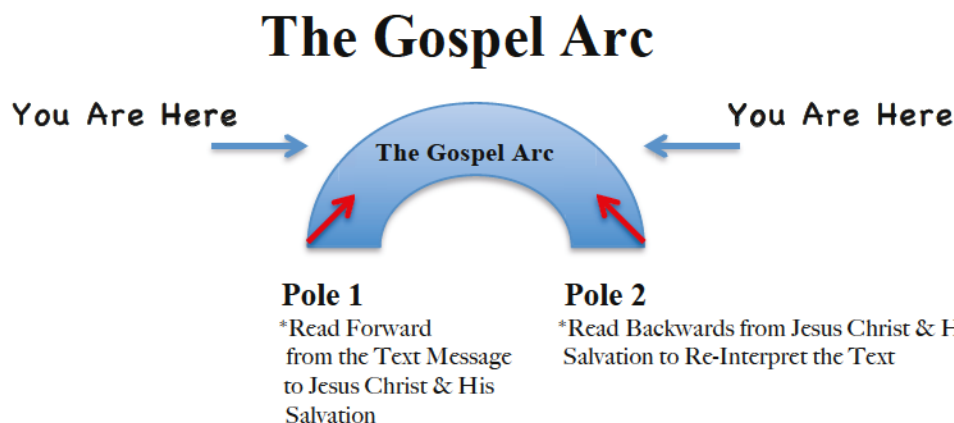 The Gospel Arc
You Are Here
You Are Here
The Gospel Arc
Pole 1
*Read Forward
from the Text Message
to Jesus Christ & His
Salvation
Pole 2
*Read Backwards from Jesus Christ & H
Salvation to Re-Interpret the Text